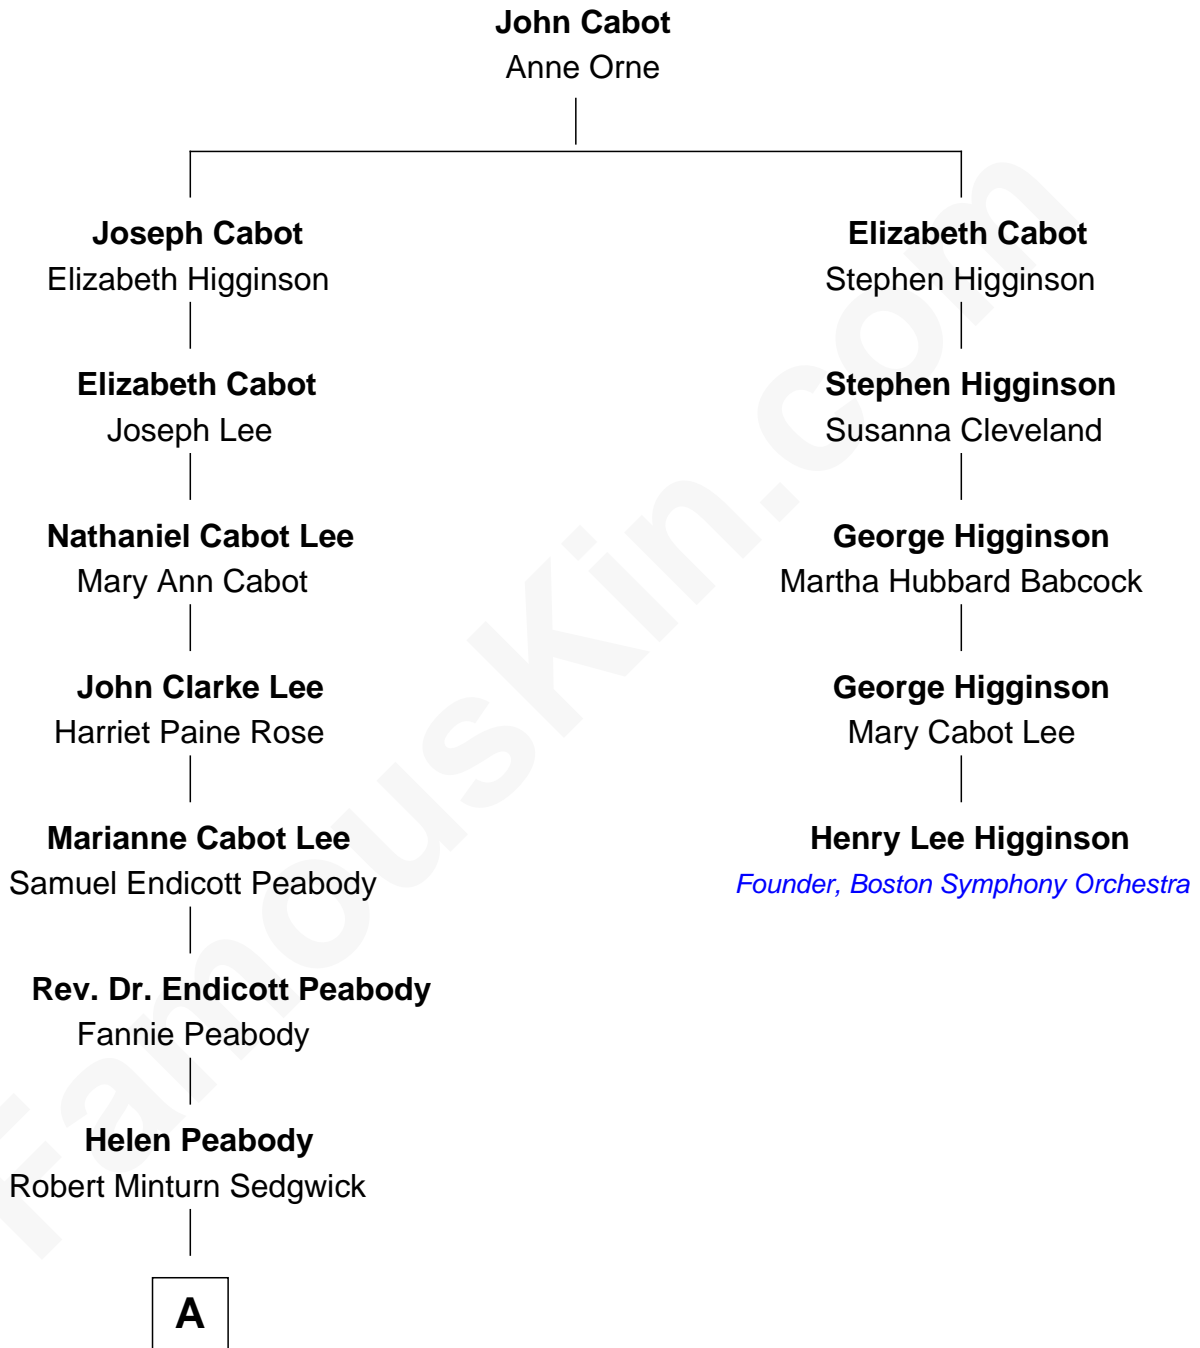 John Cabot
Anne Orne
Joseph Cabot
Elizabeth Higginson
Elizabeth Cabot
Stephen Higginson
Elizabeth Cabot
Joseph Lee
Stephen Higginson
Susanna Cleveland
Nathaniel Cabot Lee
Mary Ann Cabot
George Higginson
Martha Hubbard Babcock
John Clarke Lee
Harriet Paine Rose
George Higginson
Mary Cabot Lee
Marianne Cabot Lee
Samuel Endicott Peabody
Henry Lee Higginson
Founder, Boston Symphony Orchestra
Rev. Dr. Endicott Peabody
Fannie Peabody
Helen Peabody
Robert Minturn Sedgwick
A
FamousKin.com